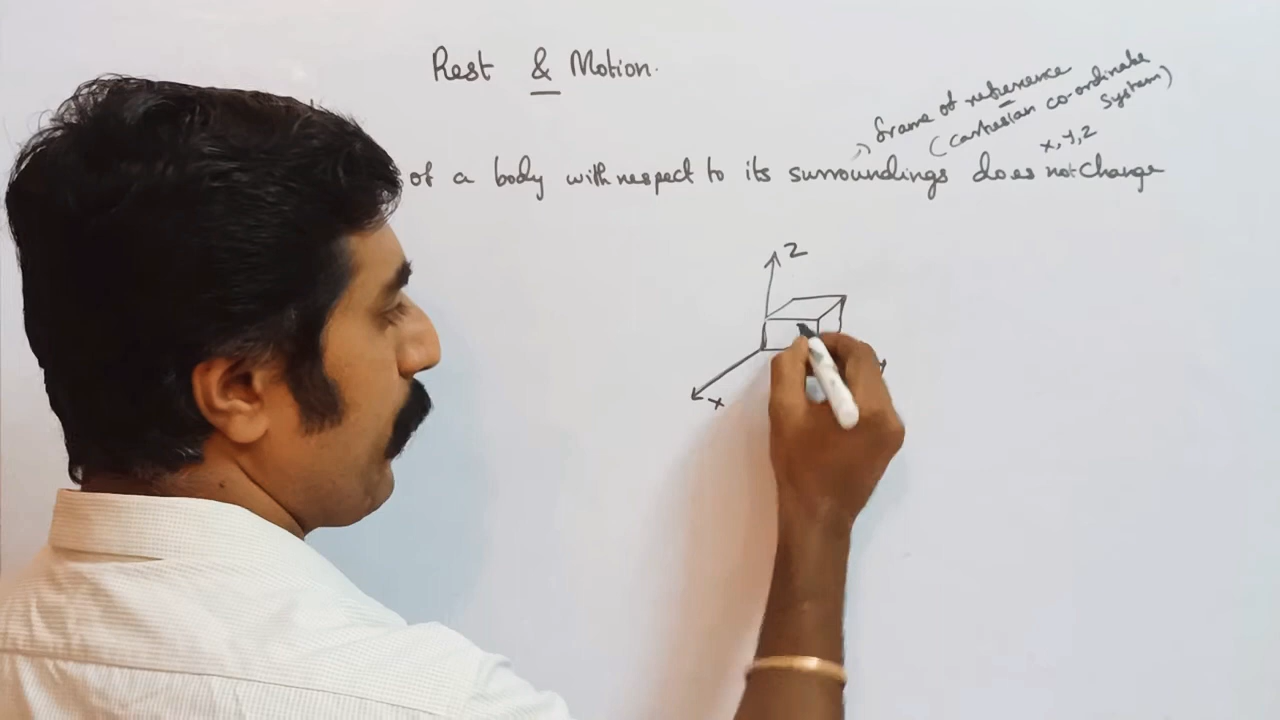 Rest & Motion.
frame of reference
(Cartesian co-ordinate
System)
x, y, z
of a body with respect to its surroundings does not change
Z
x